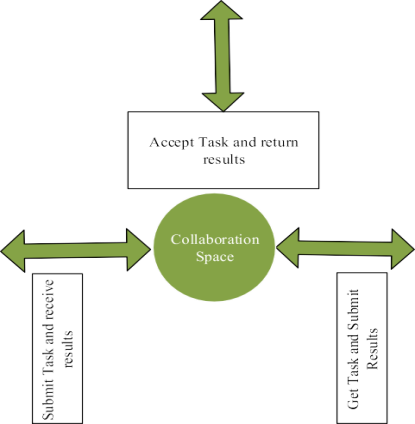 Accept Task and return
results
Collaboration
Space
Submit Task and receive
results
Get Task and Submit
Results